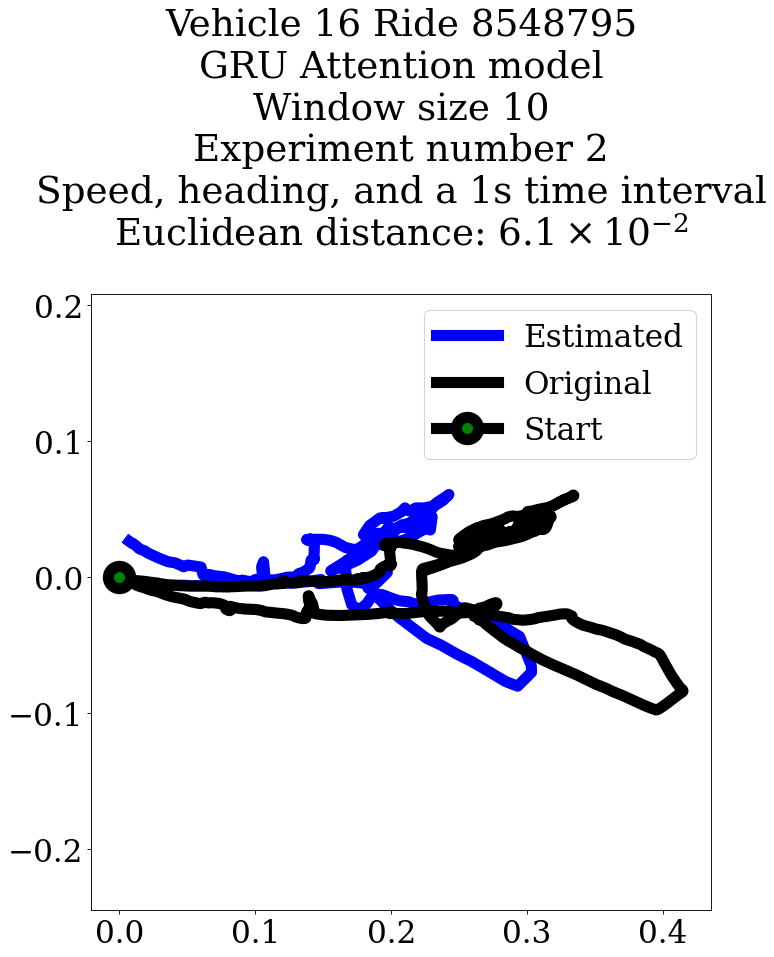 Vehicle 16 Ride 8548795
GRU Attention model
Window size 10
Experiment number 2
Speed, heading, and a 1s time interval
Euclidean distance: 6.1 × 10⁻²
Estimated
Original
Start
0.2
0.1
0.0
−0.1
−0.2
0.0 0.1 0.2 0.3 0.4